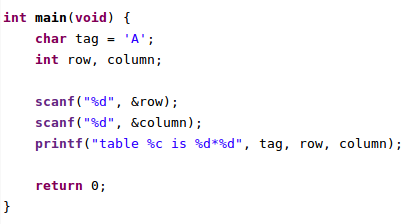 int main(void) {
    char tag = 'A';
    int row, column;

    scanf("%d", &row);
    scanf("%d", &column);
    printf("table %c is %d*%d", tag, row, column);

    return 0;
}